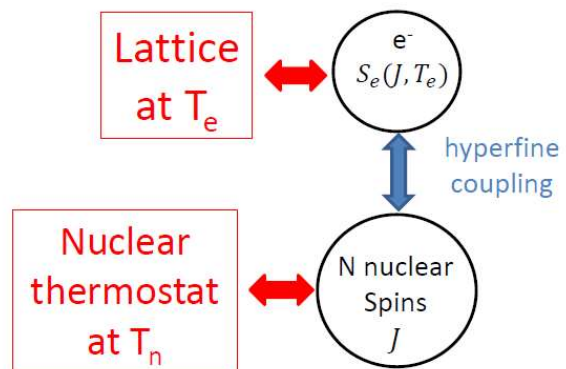 Lattice
at Tₑ
e⁻
Sₑ(J,Tₑ)
hyperfine
coupling
Nuclear
thermostat
at Tₙ
N nuclear
Spins
J